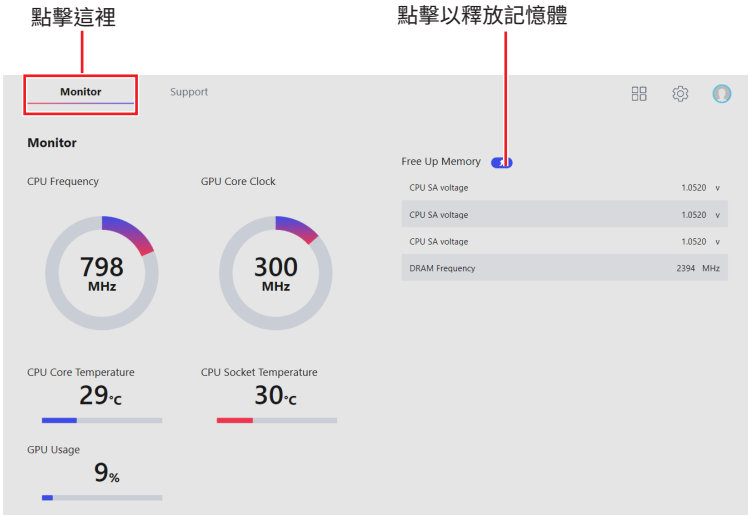 點擊這裡
點擊以釋放記憶體
Monitor
Support
Monitor
CPU Frequency
798
MHz
GPU Core Clock
300
MHz
CPU Core Temperature
29°C
CPU Socket Temperature
30°C
GPU Usage
9%
Free Up Memory
CPU SA voltage 1.0520 v
CPU SA voltage 1.0520 v
CPU SA voltage 1.0520 v
DRAM Frequency 2394 MHz